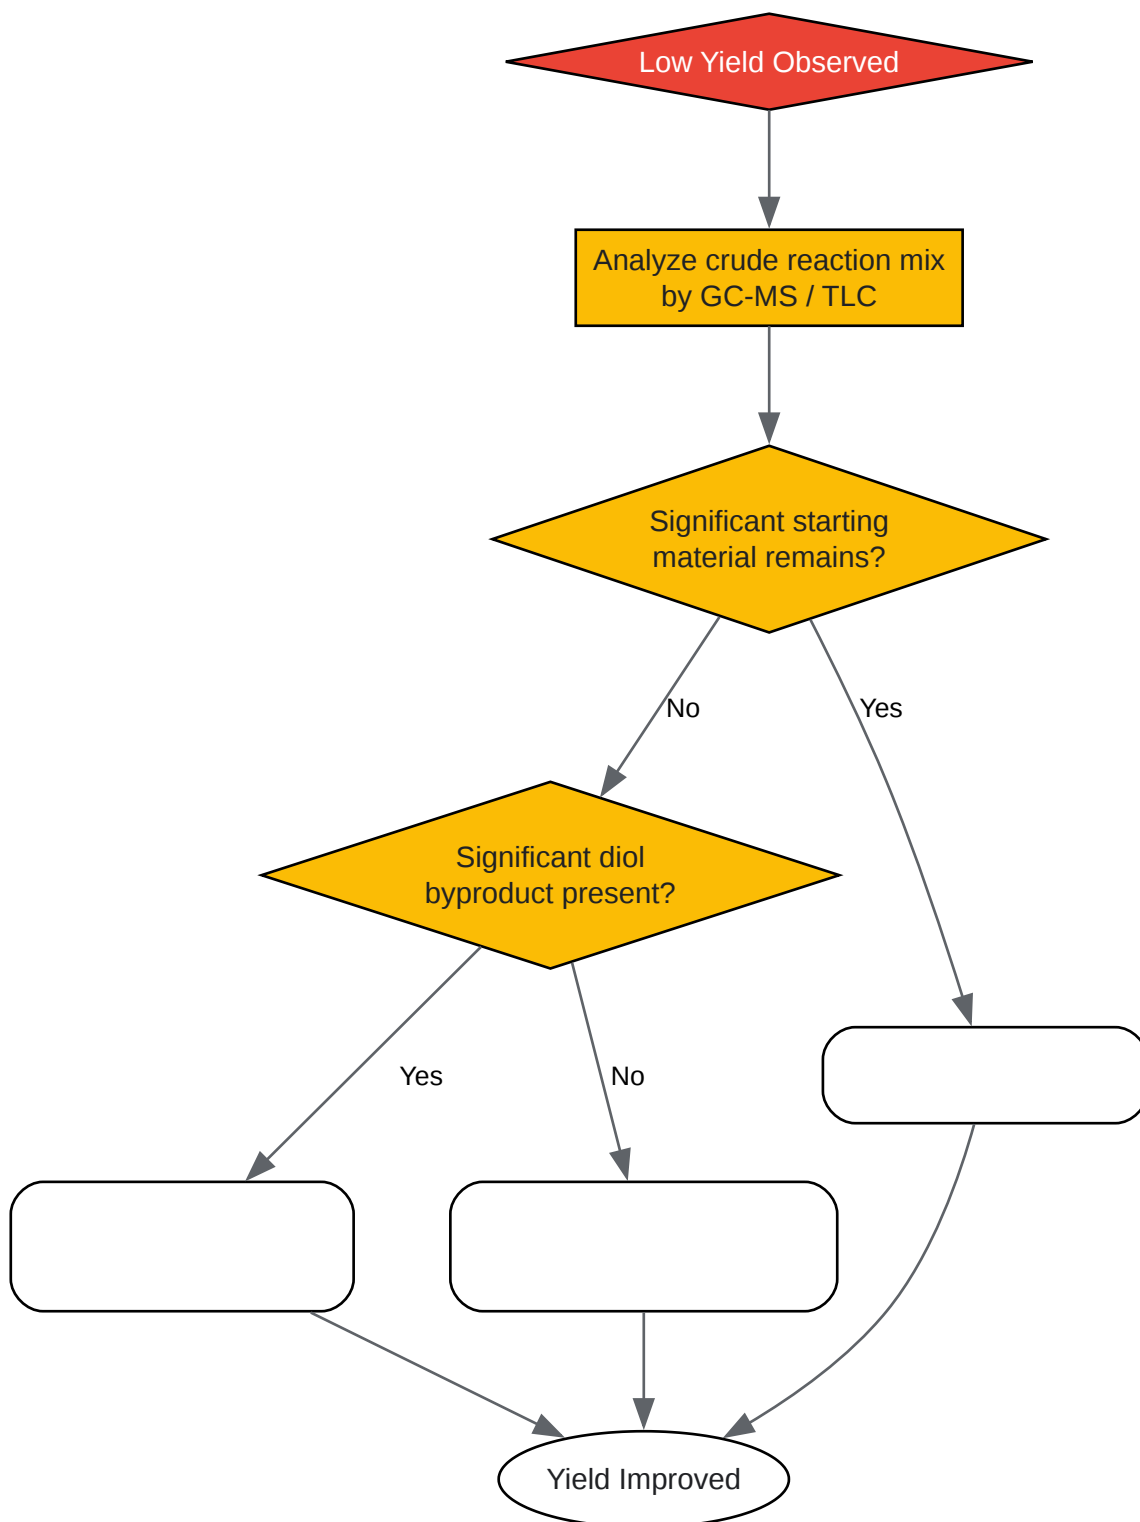 Low Yield Observed
Analyze crude reaction mix
by GC-MS / TLC
Significant starting
material remains?
No
Yes
Significant diol
byproduct present?
Yes
No
Yield Improved